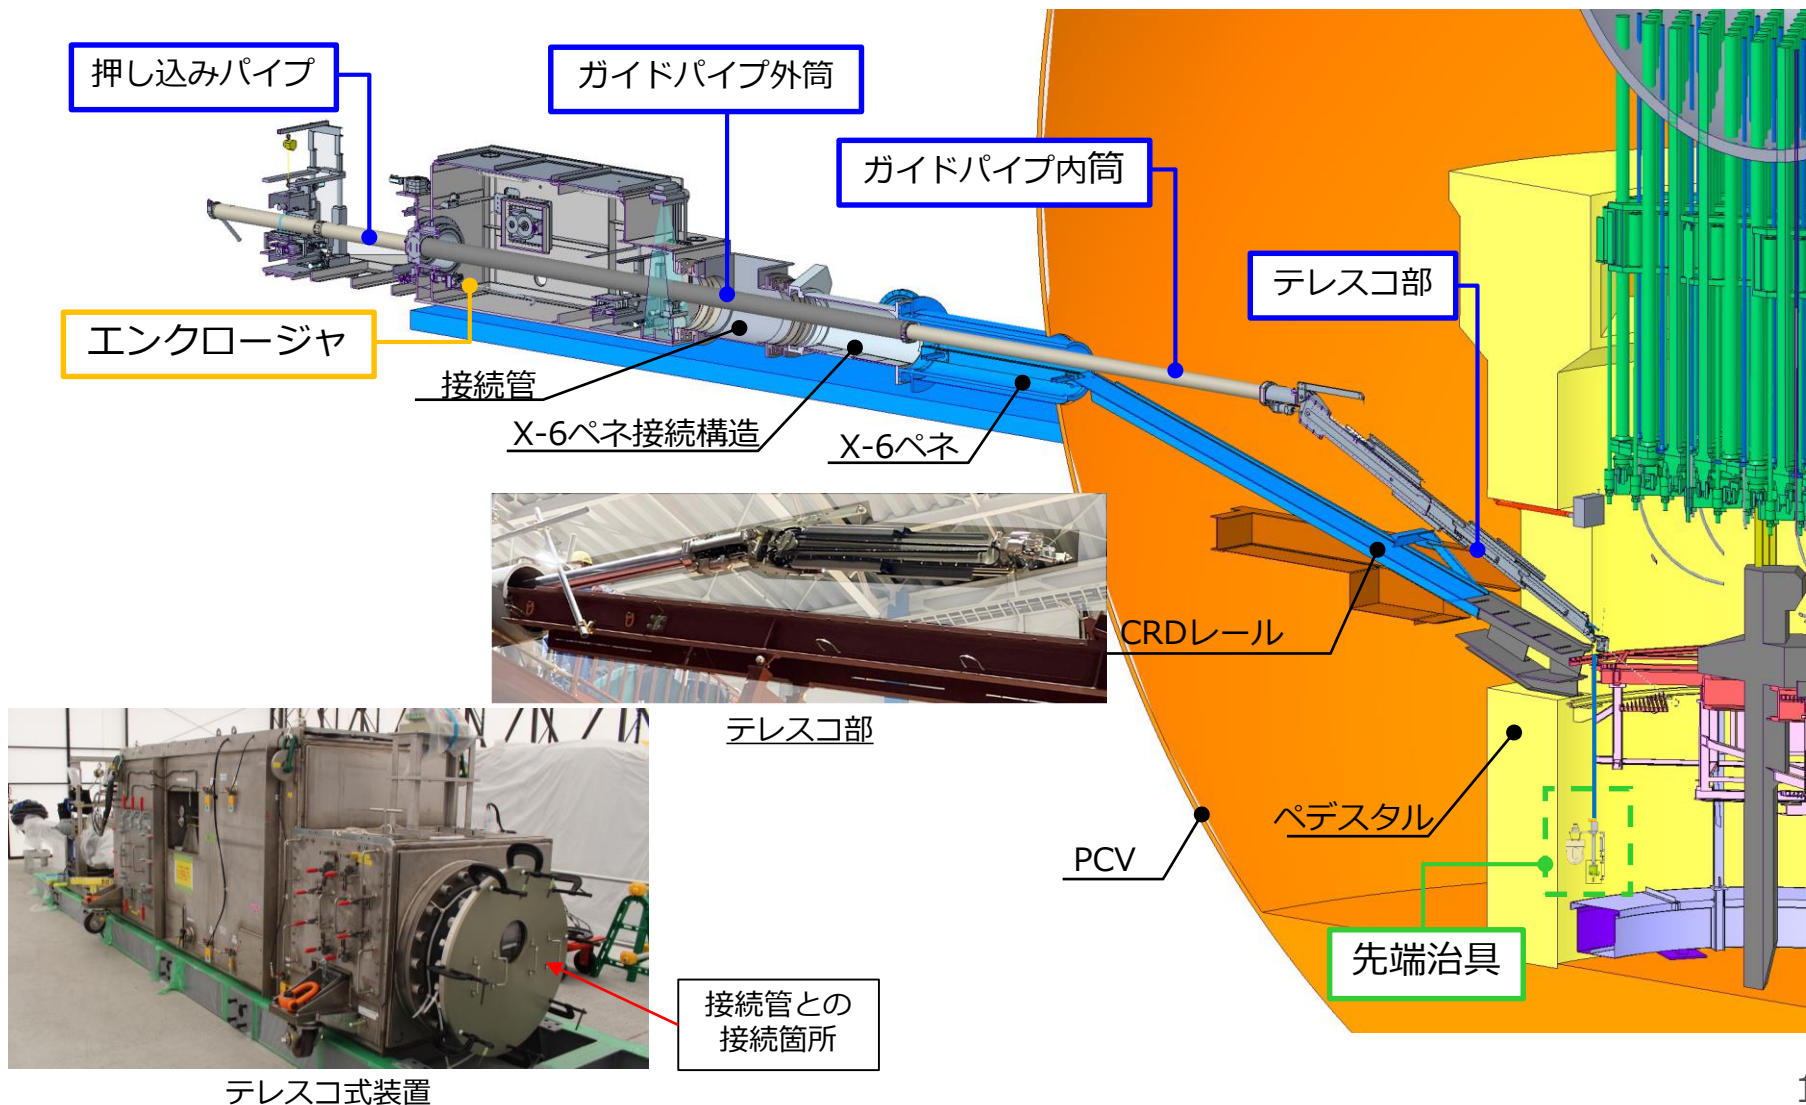 押し込みパイプ
ガイドパイプ外筒
ガイドパイプ内筒
テレスコ部
エンクロージャ
接続管
X-6ペネ接続構造
X-6ペネ
CRDレール
テレスコ部
ペデスタル
PCV
先端治具
接続管との
接続箇所
テレスコ式装置